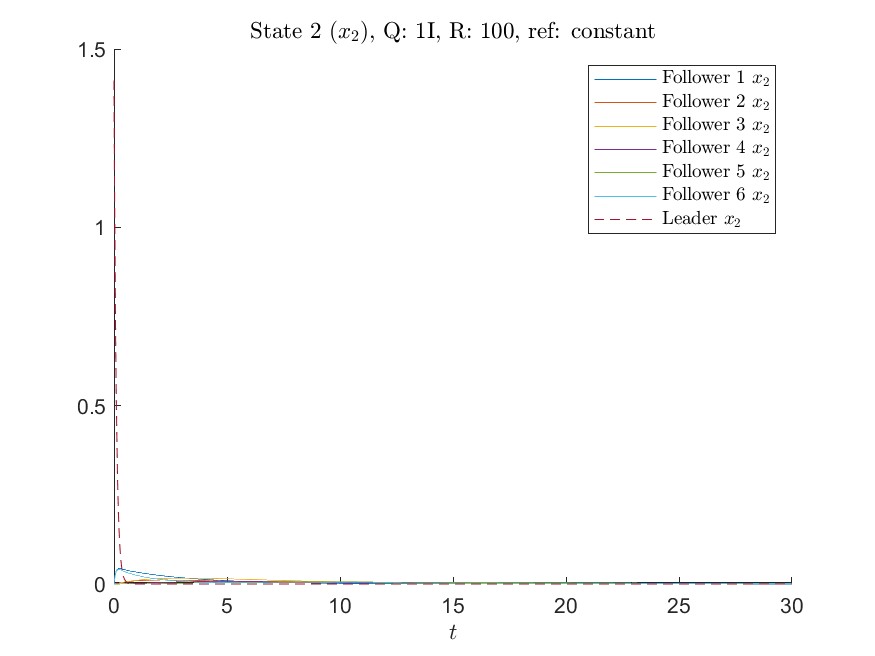 State 2 (x₂), Q: 1I, R: 100, ref: constant
1.5
Follower 1 x₂
Follower 2 x₂
Follower 3 x₂
Follower 4 x₂
Follower 5 x₂
Follower 6 x₂
Leader x₂
1
0.5
0
0 5 10 15 20 25 30
t